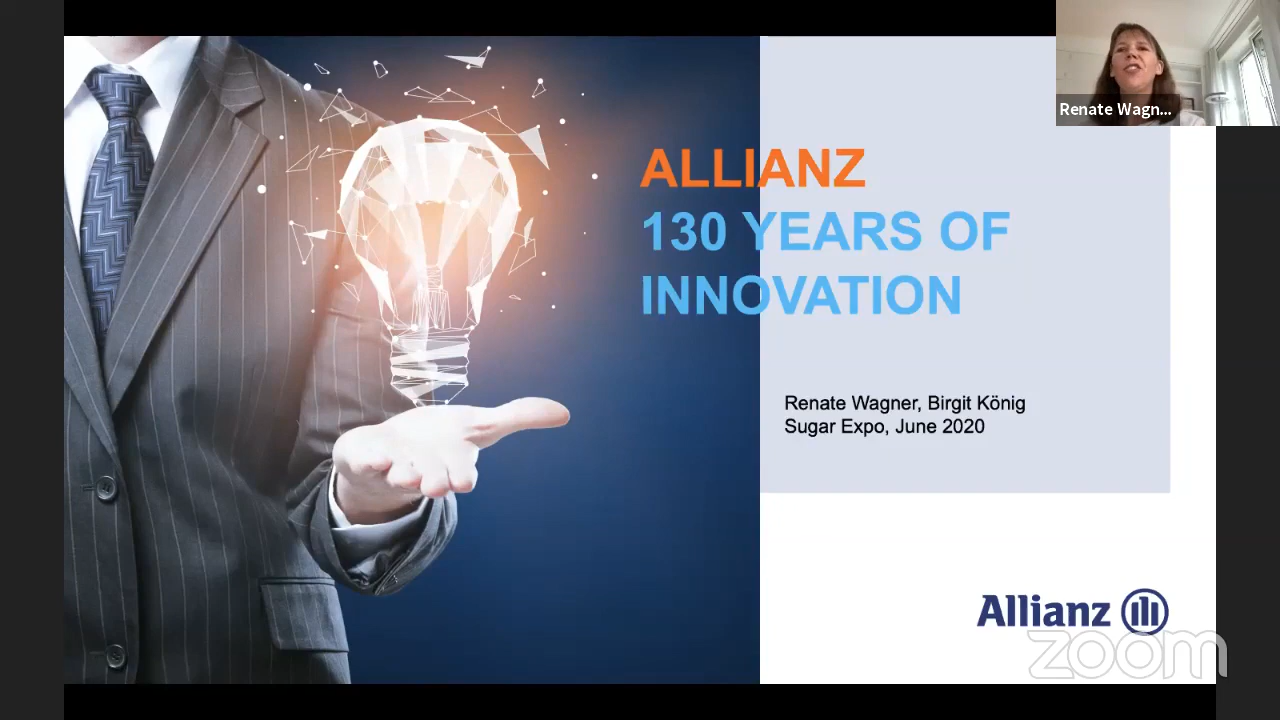 Renate Wagn...
ALLIANZ
130 YEARS OF
INNOVATION
Renate Wagner, Birgit König
Sugar Expo, June 2020
Allianz
zoom